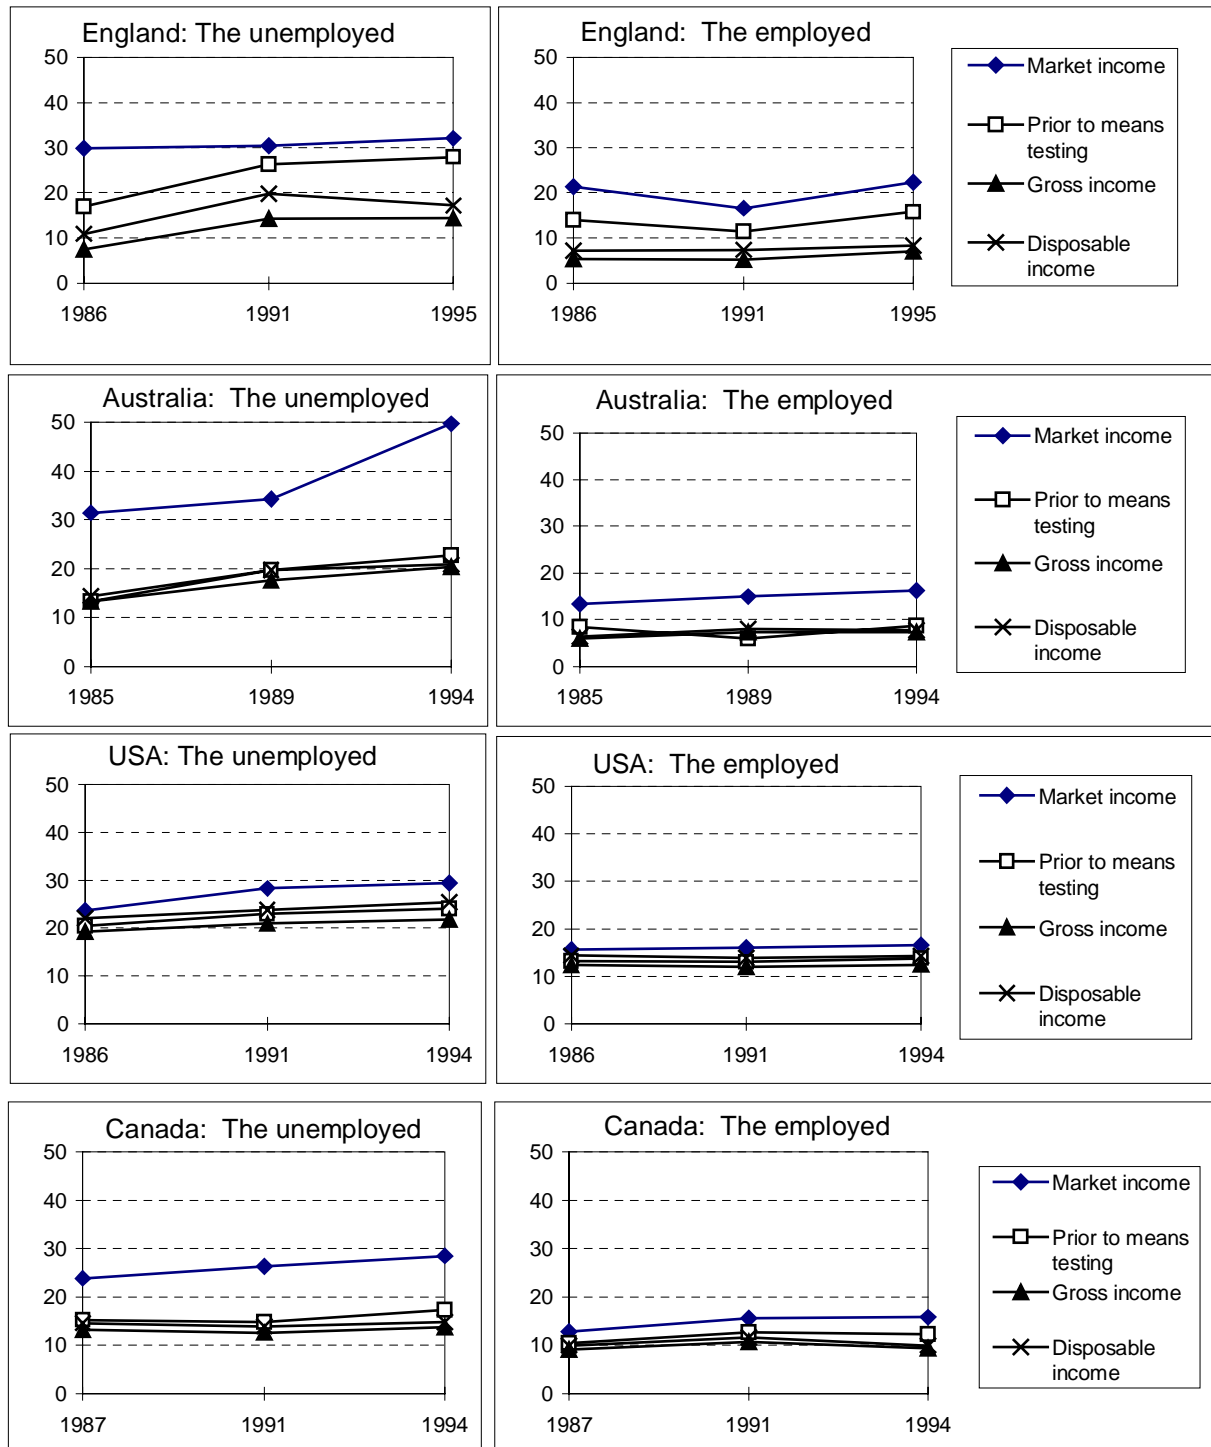 England: The unemployed
50
40
30
20
10
0
1986 1991 1995
England: The employed
50
40
30
20
10
0
1986 1991 1995
Market income
Prior to means
testing
Gross income
Disposable
income
Australia: The unemployed
50
40
30
20
10
0
1985 1989 1994
Australia: The employed
50
40
30
20
10
0
1985 1989 1994
Market income
Prior to means
testing
Gross income
Disposable
income
USA: The unemployed
50
40
30
20
10
0
1986 1991 1994
USA: The employed
50
40
30
20
10
0
1986 1991 1994
Market income
Prior to means
testing
Gross income
Disposable
income
Canada: The unemployed
50
40
30
20
10
0
1987 1991 1994
Canada: The employed
50
40
30
20
10
0
1987 1991 1994
Market income
Prior to means
testing
Gross income
Disposable
income